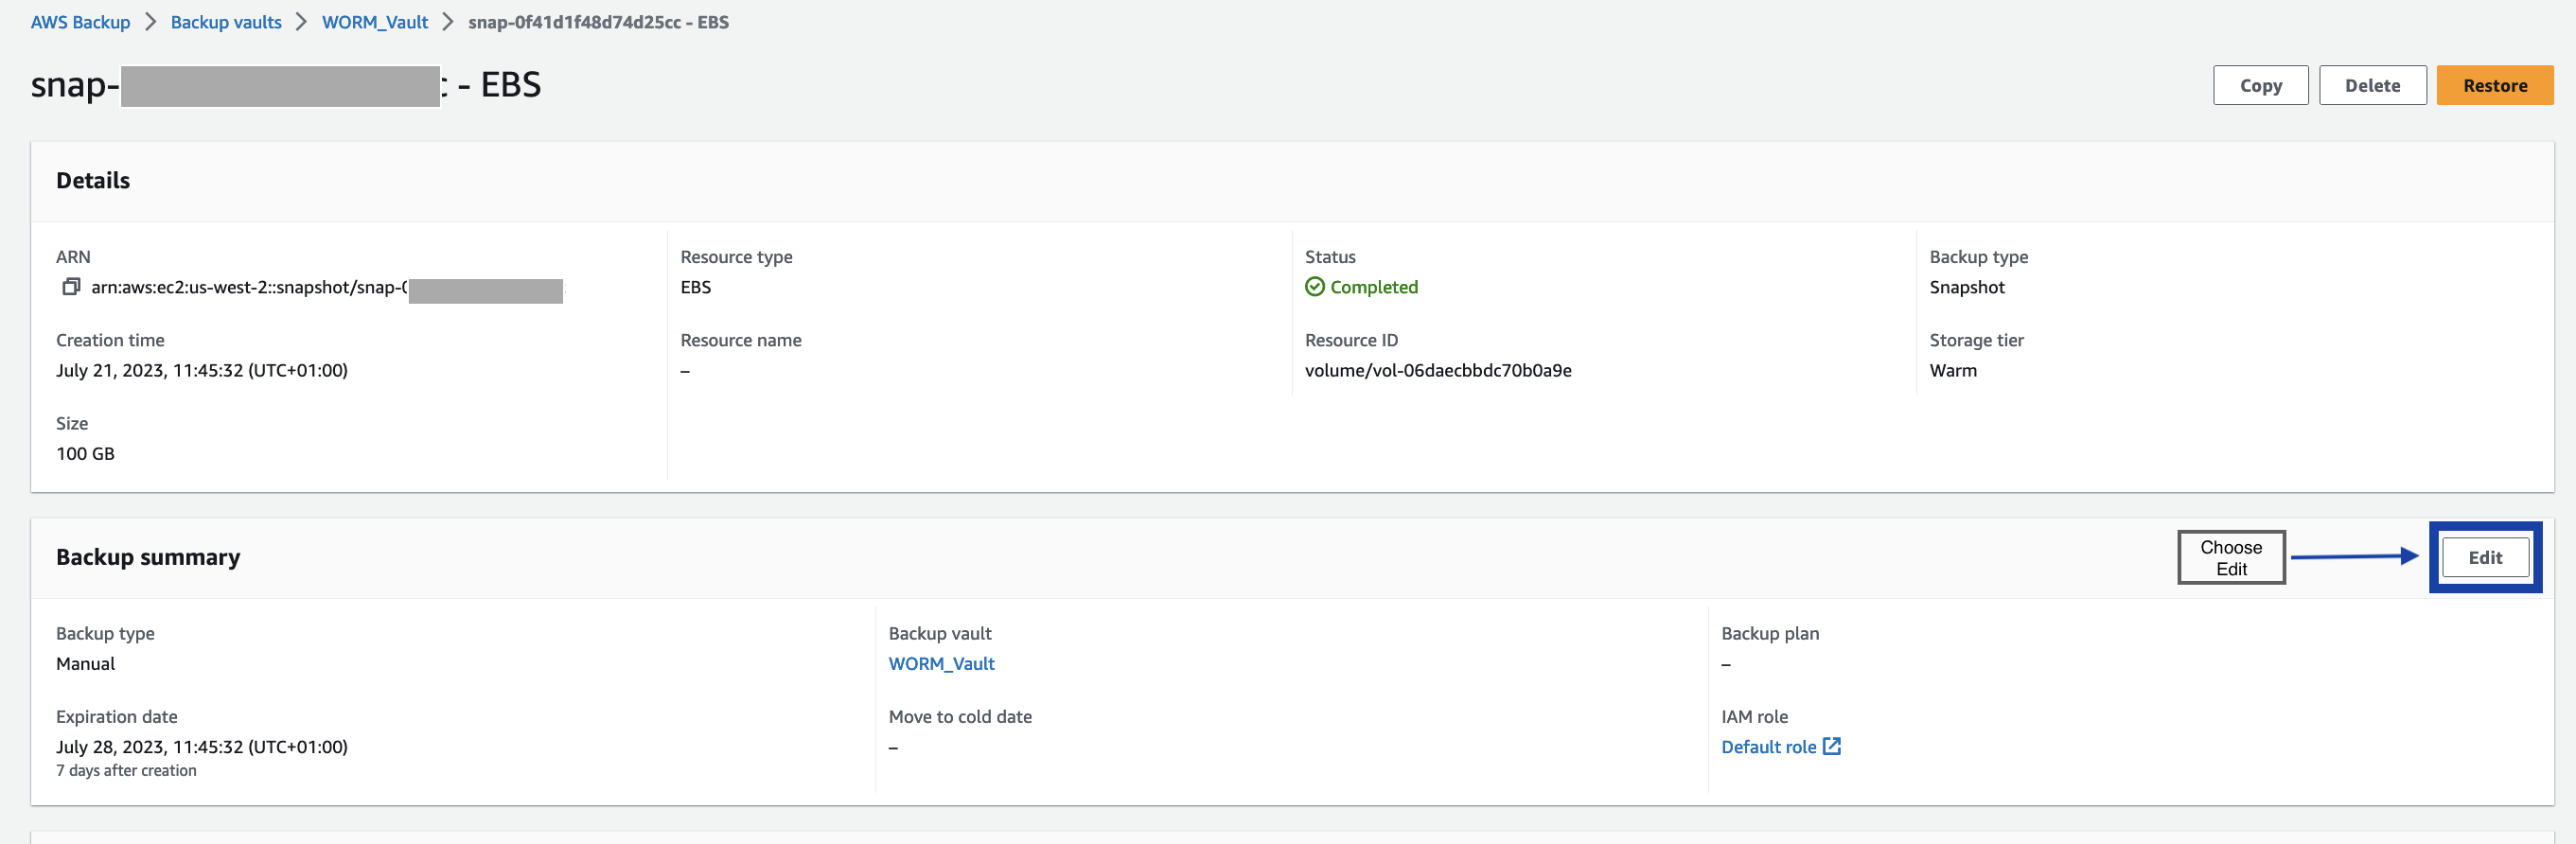 AWS Backup > Backup vaults > WORM_Vault > snap-0f41d1f48d74d25cc - EBS
snap- c - EBS
Copy Delete Restore
Details
ARN
arn:aws:ec2:us-west-2::snapshot/snap-0
Resource type
EBS
Status
Completed
Backup type
Snapshot
Creation time
July 21, 2023, 11:45:32 (UTC+01:00)
Resource name
–
Resource ID
volume/vol-06daecbbdc70b0a9e
Storage tier
Warm
Size
100 GB
Backup summary
Choose
Edit
Edit
Backup type
Manual
Backup vault
WORM_Vault
Backup plan
–
Expiration date
July 28, 2023, 11:45:32 (UTC+01:00)
7 days after creation
Move to cold date
–
IAM role
Default role